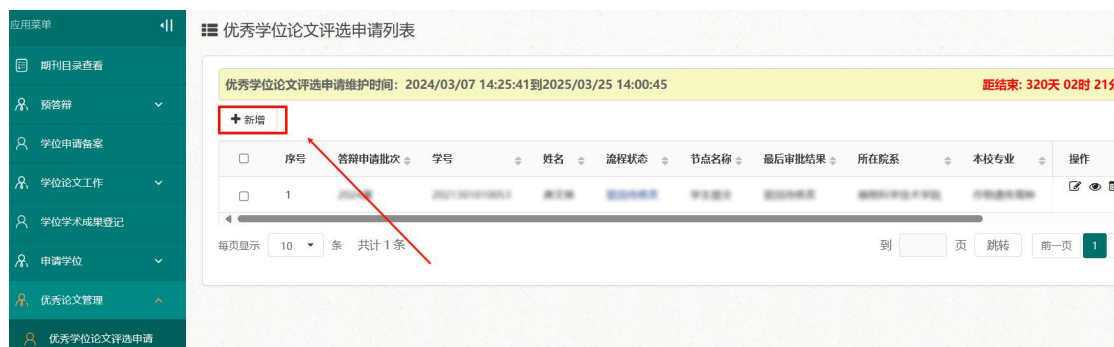 应用菜单
优秀学位论文评选申请列表
期刊目录查看
优秀学位论文评选申请维护时间：2024/03/07 14:25:41到2025/03/25 14:00:45
距结束: 320天 02时 21分
预答辩
新增
学位申请备案
序号 答辩申请批次 学号 姓名 流程状态 节点名称 最后审批结果 所在院系 本校专业 操作
学位论文工作
1
学位学术成果登记
每页显示 10 条 共计 1 条
到 页 跳转 前一页 1
申请学位
优秀论文管理
优秀学位论文评选申请